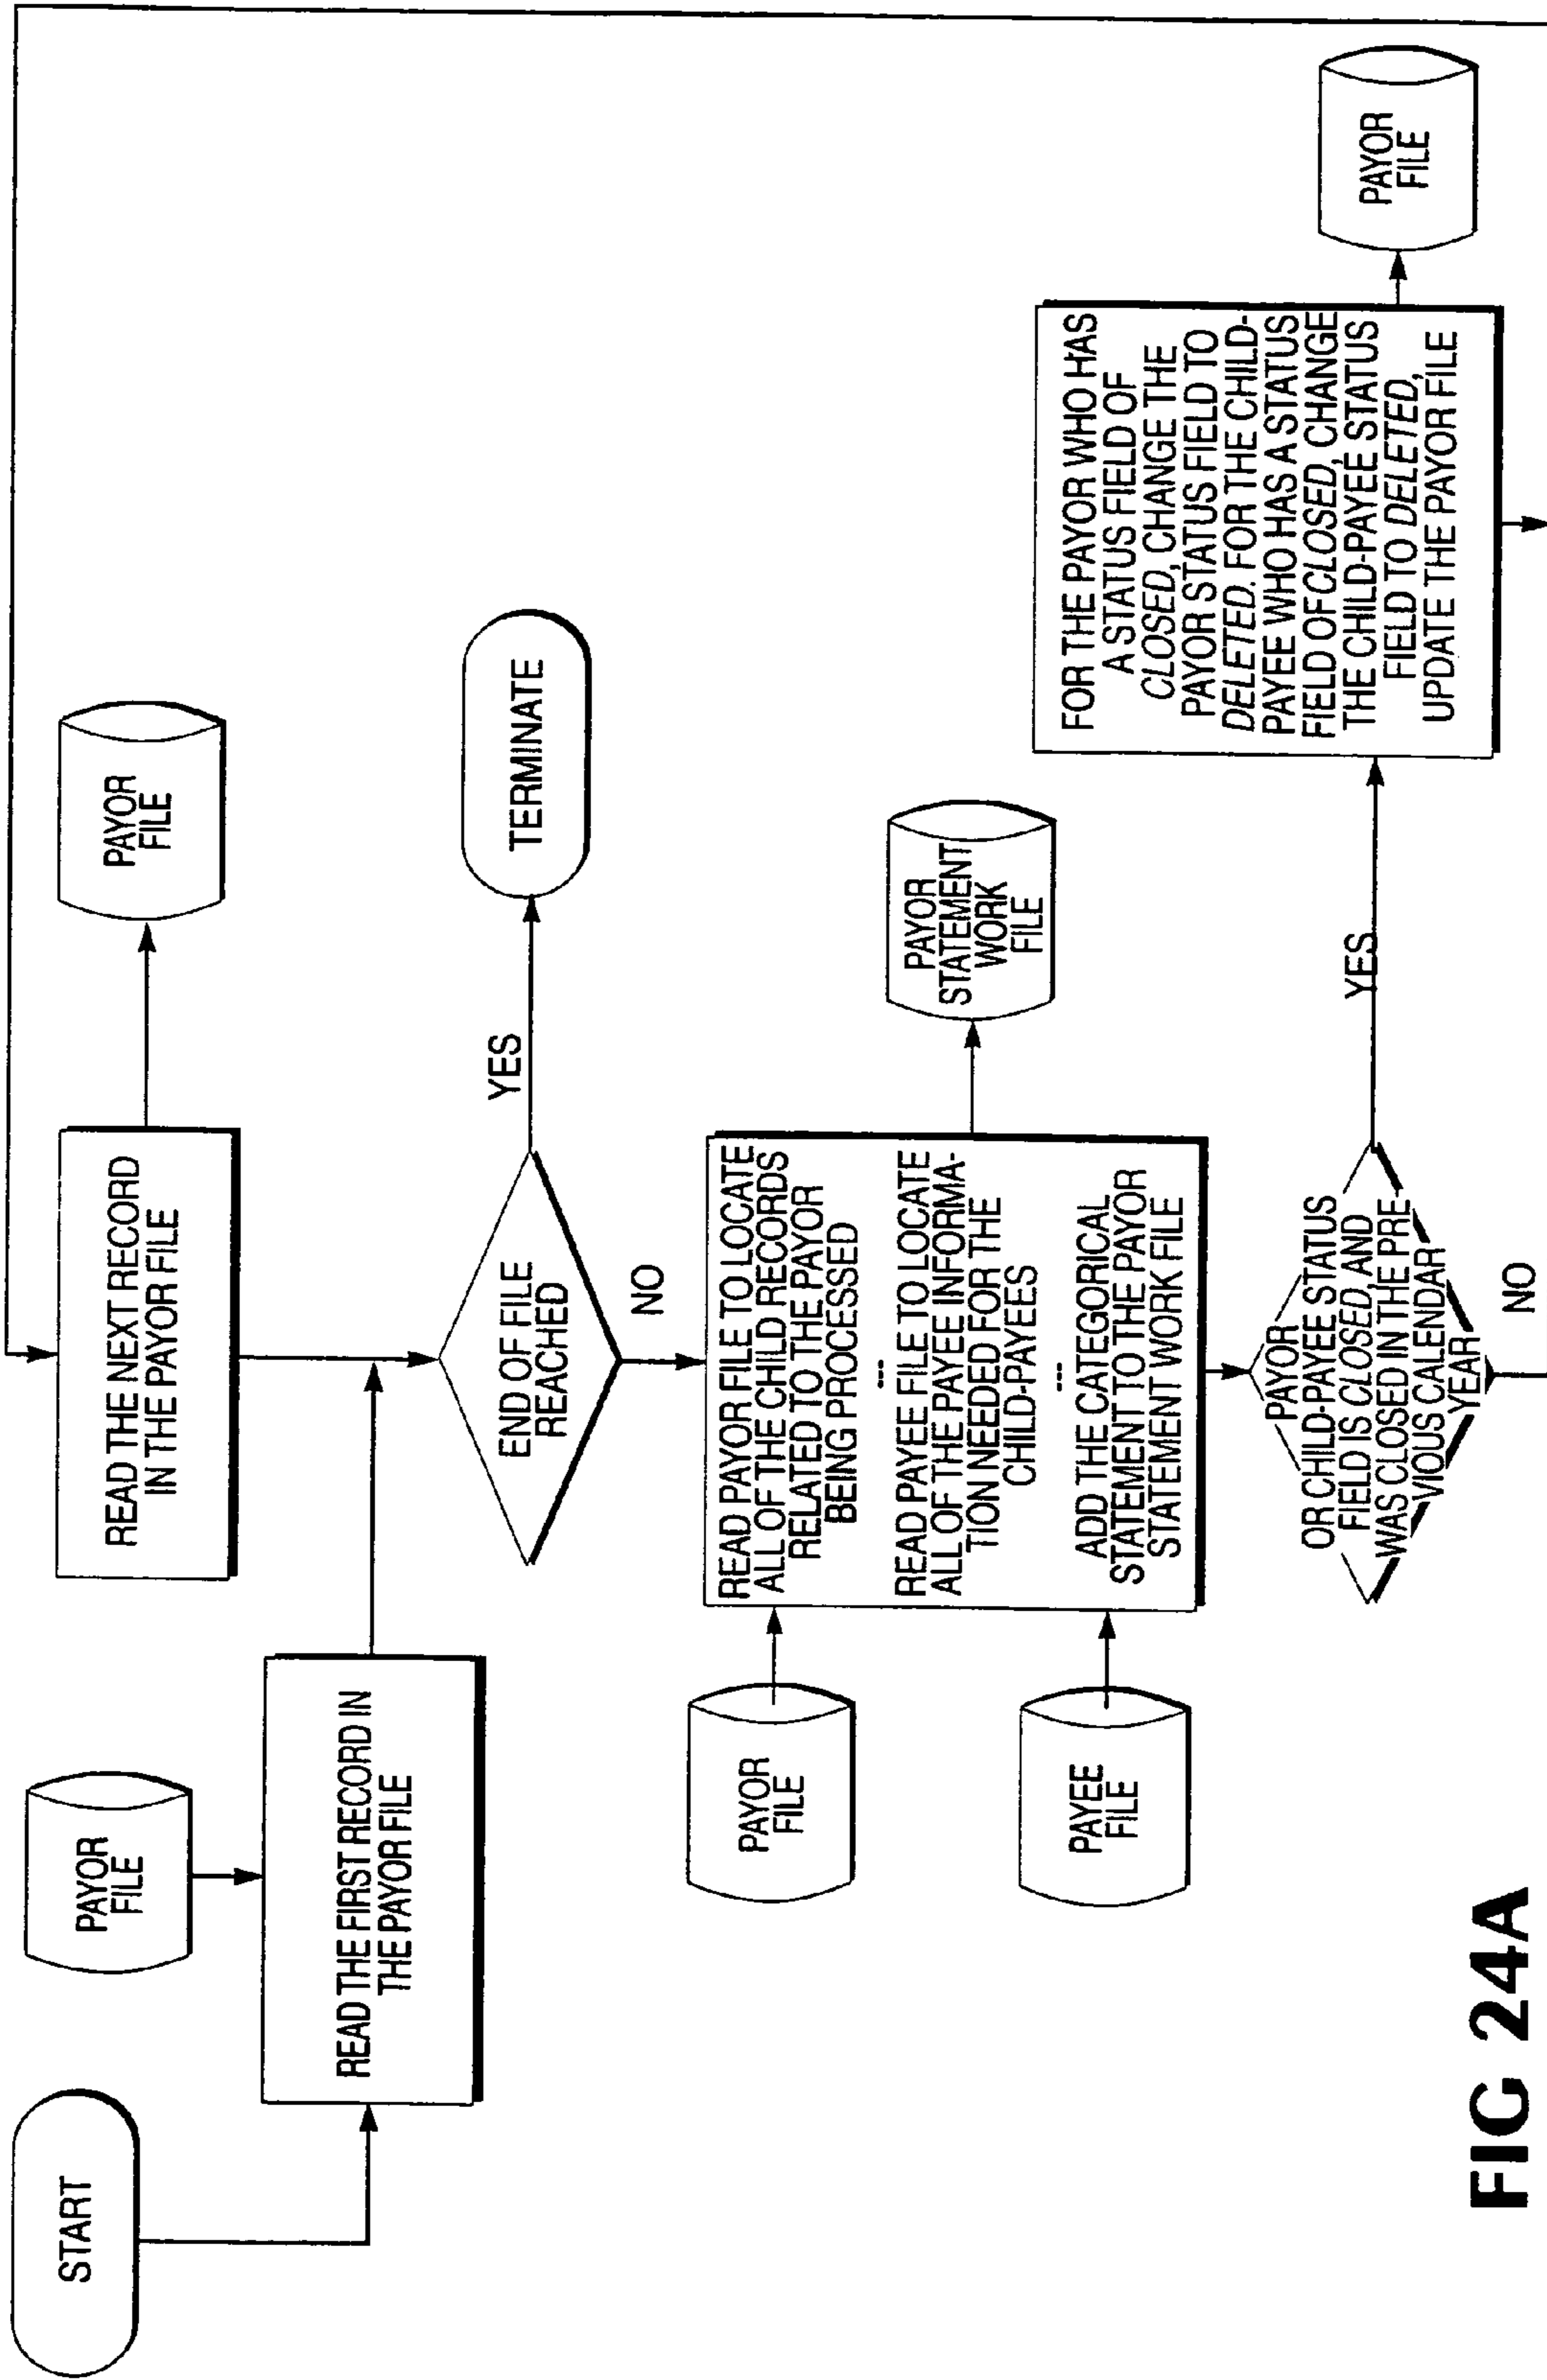 START
PAYOR
FILE
READ THE FIRST RECORD IN
THE PAYOR FILE
READ THE NEXT RECORD
IN THE PAYOR FILE
PAYOR
FILE
END OF FILE
REACHED
YES
TERMINATE
NO
PAYOR
FILE
PAYEE
FILE
READ PAYOR FILE TO LOCATE
ALL OF THE CHILD RECORDS
RELATED TO THE PAYOR
BEING PROCESSED
---
READ PAYEE FILE TO LOCATE
ALL OF THE PAYEE INFORMA-
TION NEEDED FOR THE
CHILD-PAYEES
---
ADD THE CATEGORICAL
STATEMENT TO THE PAYOR
STATEMENT WORK FILE
PAYOR
STATEMENT
WORK
FILE
PAYOR
OR CHILD-PAYEE STATUS
FIELD IS CLOSED, AND
WAS CLOSED IN THE PRE-
VIOUS CALENDAR
YEAR
YES
NO
FOR THE PAYOR WHO HAS
A STATUS FIELD OF
CLOSED, CHANGE THE
PAYOR STATUS FIELD TO
DELETED. FOR THE CHILD-
PAYEE WHO HAS A STATUS
FIELD OF CLOSED, CHANGE
THE CHILD-PAYEE STATUS
FIELD TO DELETED,
UPDATE THE PAYOR FILE
PAYOR
FILE
FIG 24A